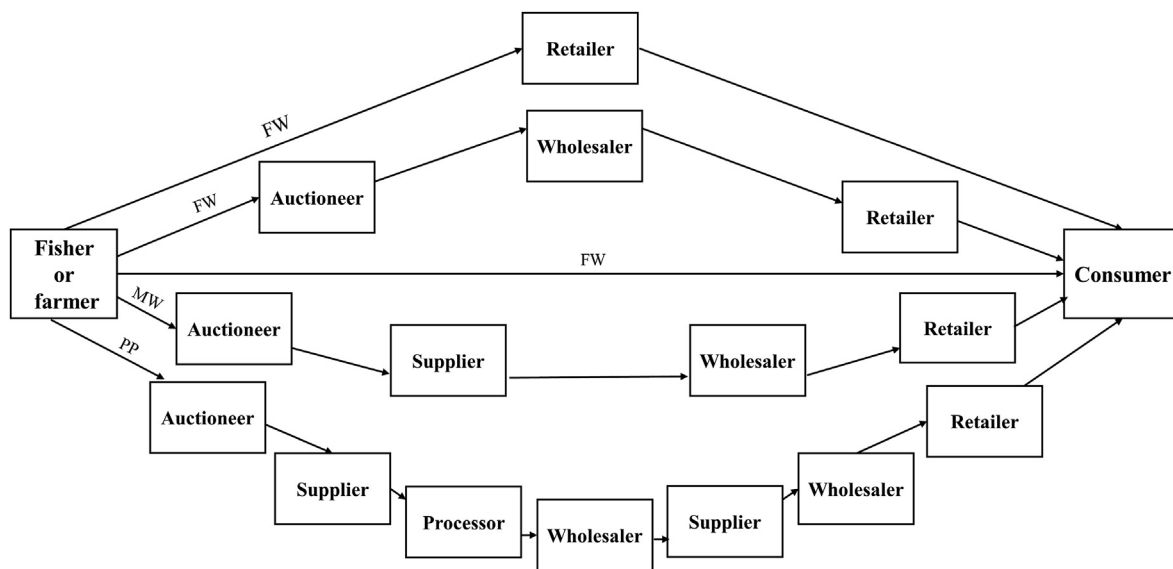 Retailer
FW
Wholesaler
Auctioneer
FW
Retailer
Fisher
or
farmer
FW
Consumer
MW
Auctioneer
Retailer
Supplier
Wholesaler
PP
Auctioneer
Retailer
Supplier
Wholesaler
Processor
Wholesaler
Supplier